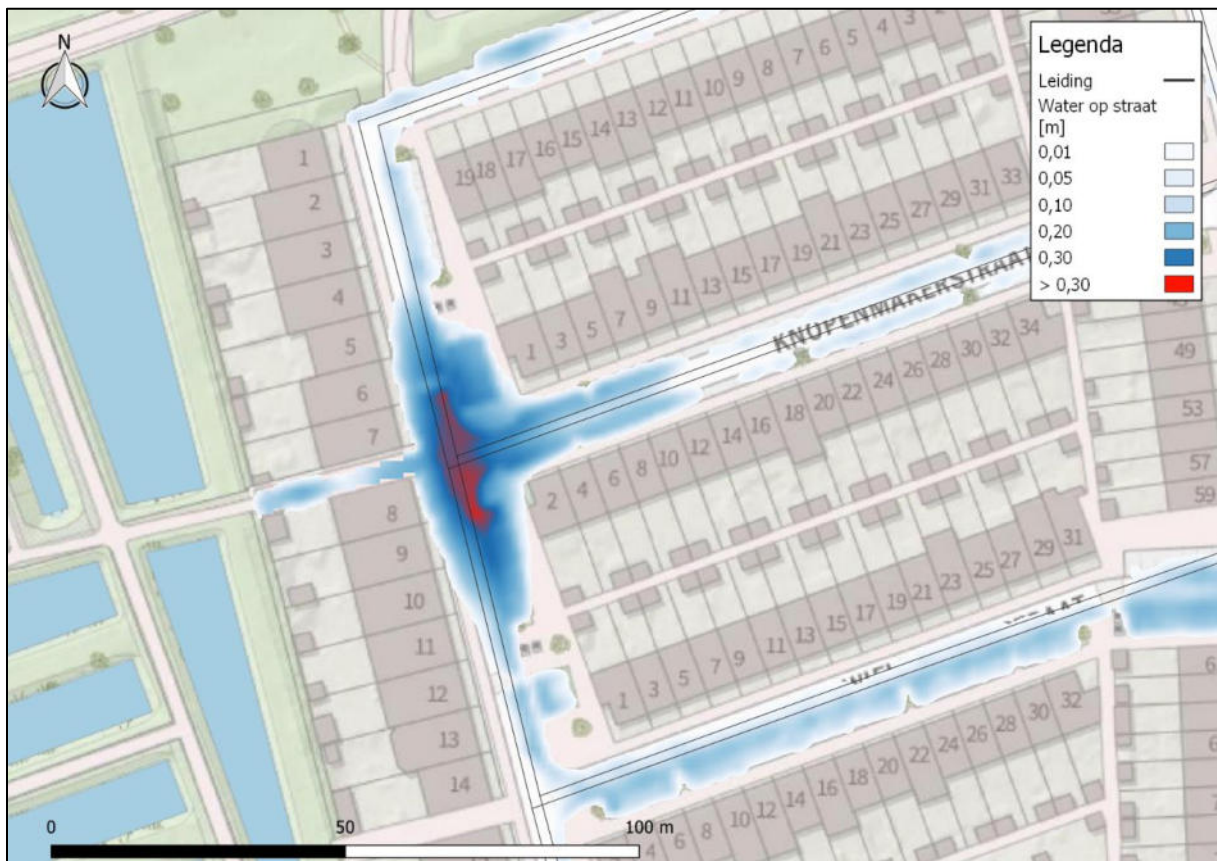 N
Legenda
Leiding
Water op straat
[m]
0,01
0,05
0,10
0,20
0,30
> 0,30
1
2
3
4
5
6
7
8
9
10
11
12
13
14
19 18 17 16 15 14 13 12 11 10 9 8 7 6 5 4 3
1 3 5 7 9 11 13 15 17 19 21 23 25 27 29 31 33
KNOPENMAKERSTRAAT
2 4 6 8 10 12 14 16 18 20 22 24 26 28 30 32 34
49
53
57
59
1 3 5 7 9 11 13 15 17 19 21 23 25 27 29 31
4 6 8 10 12 14 16 18 20 22 24 26 28 30 32
0 50 100 m